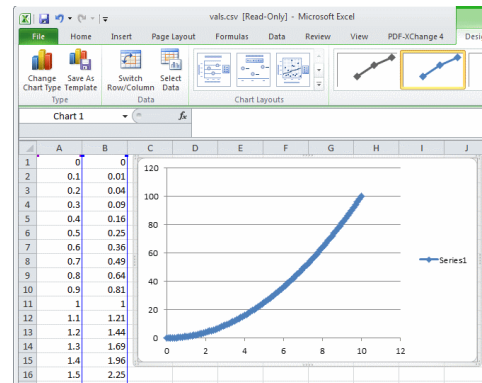 vals.csv [Read-Only] - Microsoft Excel
File Home Insert Page Layout Formulas Data Review View PDF-XChange 4 Desi
Change Chart Type Save As Template Switch Row/Column Select Data
Type Data Chart Layouts
Chart 1 fx
A B C D E F G H I J
1 0 0
2 0.1 0.01
3 0.2 0.04
4 0.3 0.09
5 0.4 0.16
6 0.5 0.25
7 0.6 0.36
8 0.7 0.49
9 0.8 0.64
10 0.9 0.81
11 1 1
12 1.1 1.21
13 1.2 1.44
14 1.3 1.69
15 1.4 1.96
16 1.5 2.25
120
100
80
60
40
20
0
0 2 4 6 8 10 12
Series1